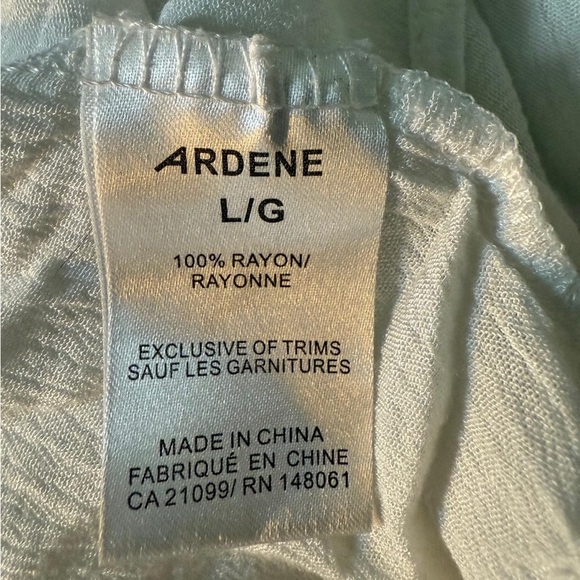 ARDENE
L/G
100% RAYON/
RAYONNE
EXCLUSIVE OF TRIMS
SAUF LES GARNITURES
MADE IN CHINA
FABRIQUÉ EN CHINE
CA 21099/ RN 148061